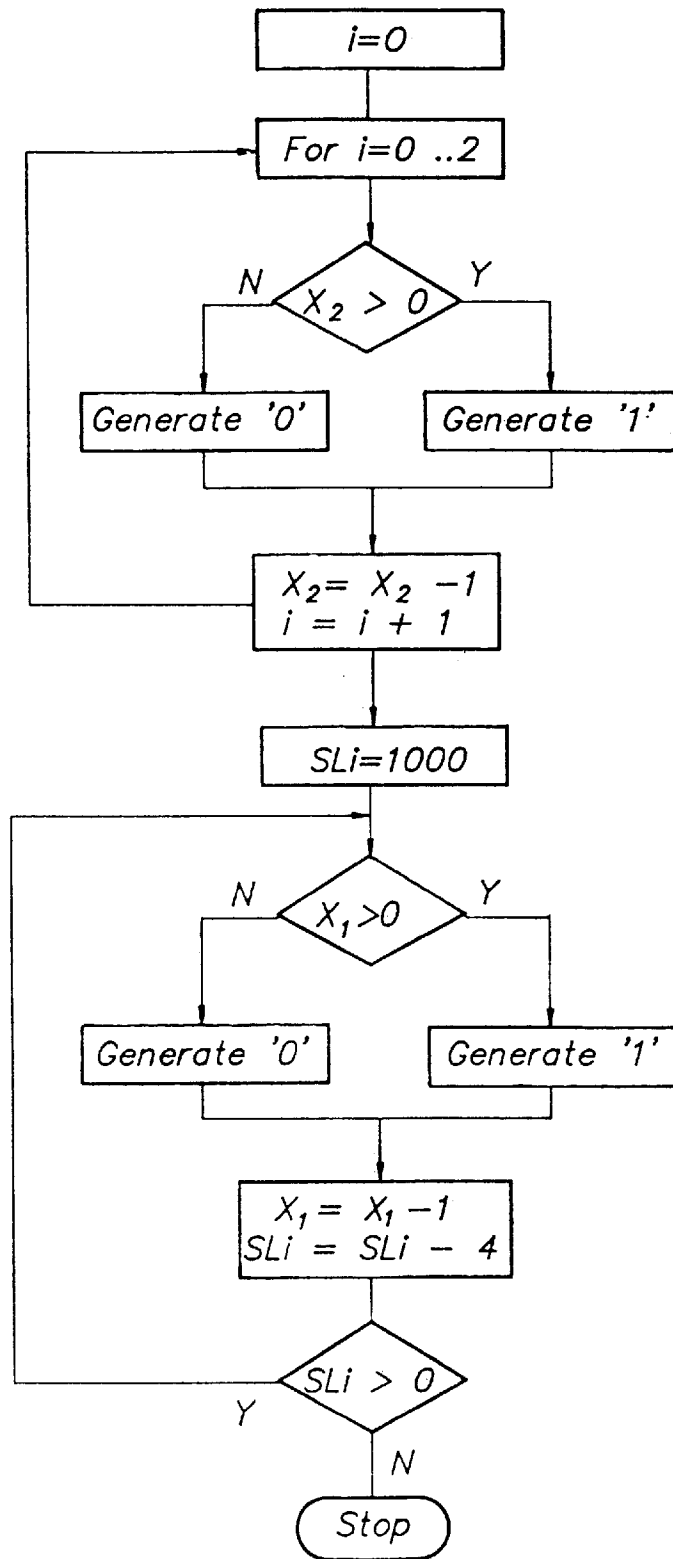 i=0
For i=0 ..2
N
Y
X₂ > 0
Generate '0'
Generate '1'
X₂= X₂ -1
i = i + 1
SLi=1000
N
Y
X₁>0
Generate '0'
Generate '1'
X₁= X₁-1
SLi = SLi - 4
SLi > 0
Y
N
Stop